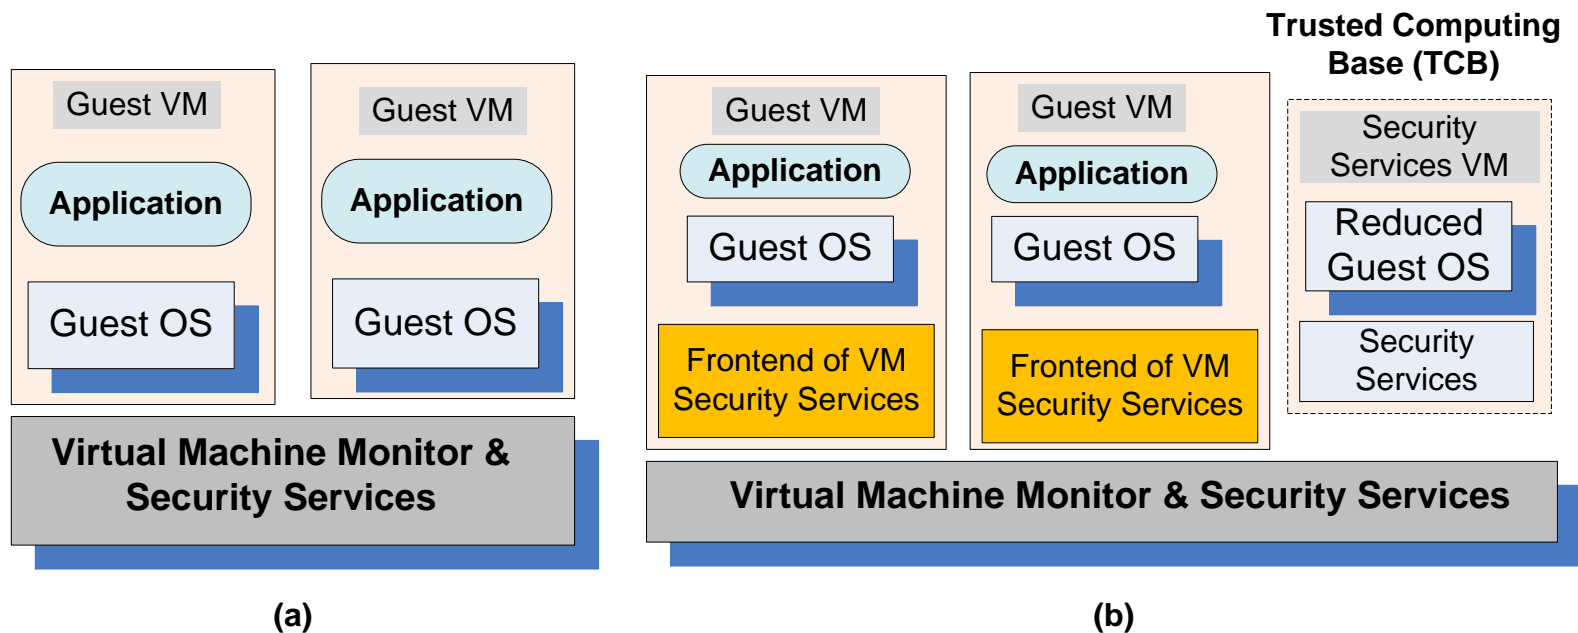 Guest VM
Application
Guest OS
Guest VM
Application
Guest OS
Virtual Machine Monitor &
Security Services
(a)
Guest VM
Application
Guest OS
Frontend of VM
Security Services
Guest VM
Application
Guest OS
Frontend of VM
Security Services
Trusted Computing
Base (TCB)
Security
Services VM
Reduced
Guest OS
Security
Services
Virtual Machine Monitor & Security Services
(b)